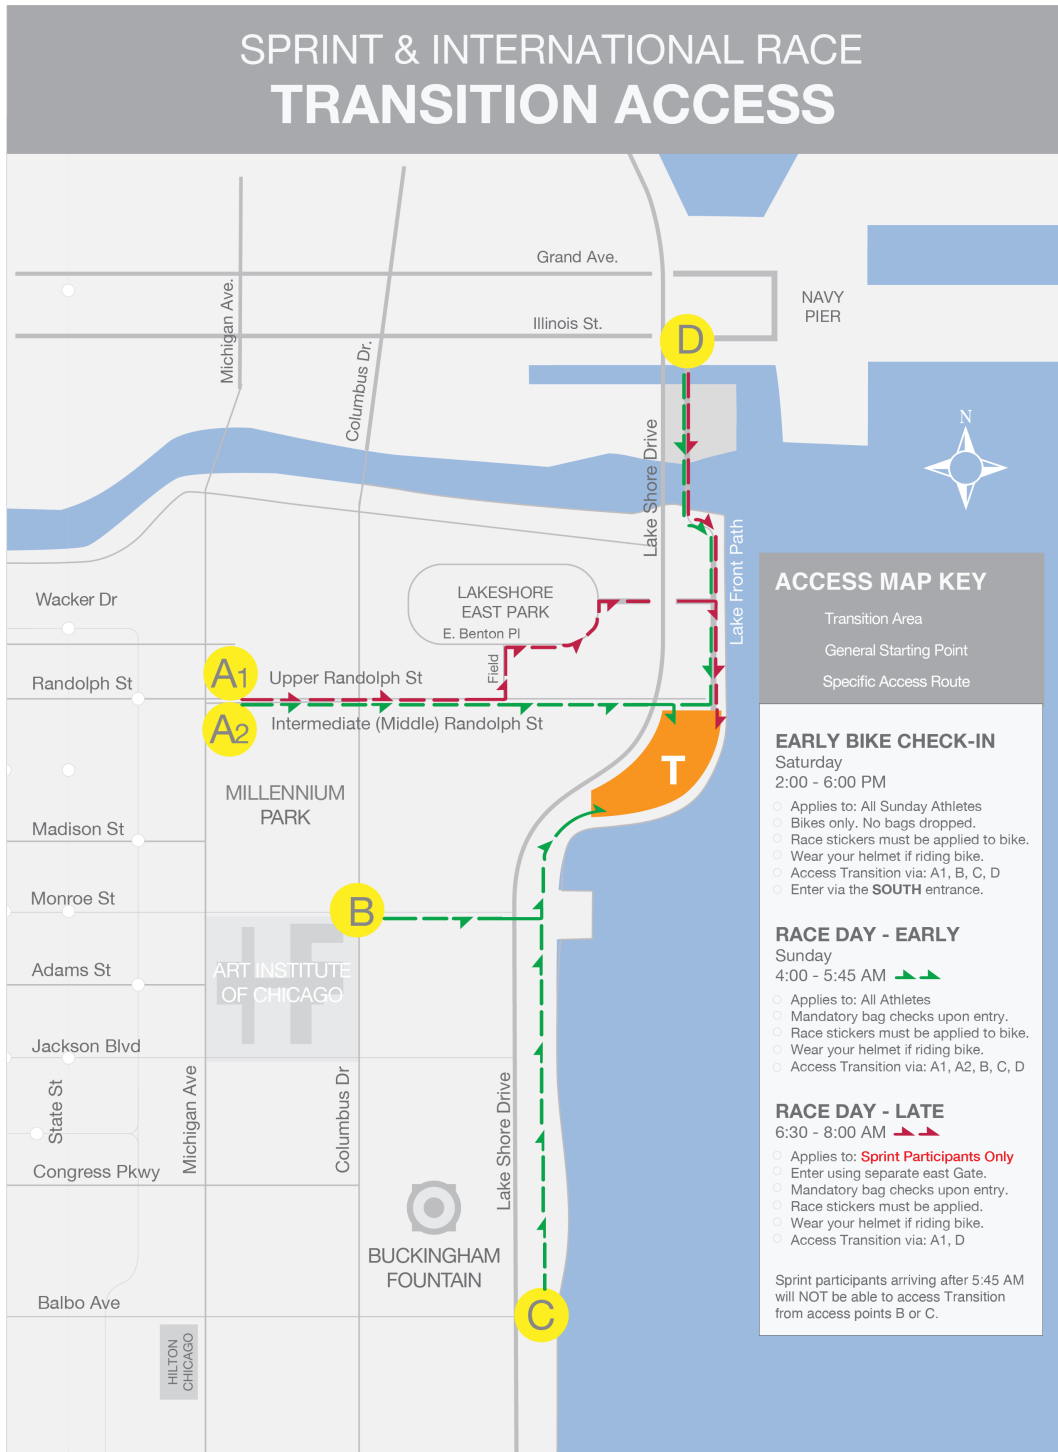 SPRINT & INTERNATIONAL RACE
TRANSITION ACCESS
Grand Ave.
NAVY
PIER
Illinois St.
Michigan Ave.
Columbus Dr.
D
N
Lake Shore Drive
Lake Front Path
LAKESHORE
EAST PARK
E. Benton Pl
Field
Wacker Dr
Randolph St
A1
Upper Randolph St
A2
Intermediate (Middle) Randolph St
T
MILLENNIUM
PARK
Madison St
Monroe St
B
Adams St
ART INSTITUTE
OF CHICAGO
Jackson Blvd
State St
Michigan Ave
Columbus Dr
Lake Shore Drive
Congress Pkwy
BUCKINGHAM
FOUNTAIN
Balbo Ave
C
HILTON
CHICAGO
ACCESS MAP KEY
Transition Area
General Starting Point
Specific Access Route
EARLY BIKE CHECK-IN
Saturday
2:00 - 6:00 PM
Applies to: All Sunday Athletes
Bikes only. No bags dropped.
Race stickers must be applied to bike.
Wear your helmet if riding bike.
Access Transition via: A1, B, C, D
Enter via the SOUTH entrance.
RACE DAY - EARLY
Sunday
4:00 - 5:45 AM
Applies to: All Athletes
Mandatory bag checks upon entry.
Race stickers must be applied to bike.
Wear your helmet if riding bike.
Access Transition via: A1, A2, B, C, D
RACE DAY - LATE
6:30 - 8:00 AM
Applies to: Sprint Participants Only
Enter using separate east Gate.
Mandatory bag checks upon entry.
Race stickers must be applied.
Wear your helmet if riding bike.
Access Transition via: A1, D
Sprint participants arriving after 5:45 AM
will NOT be able to access Transition
from access points B or C.